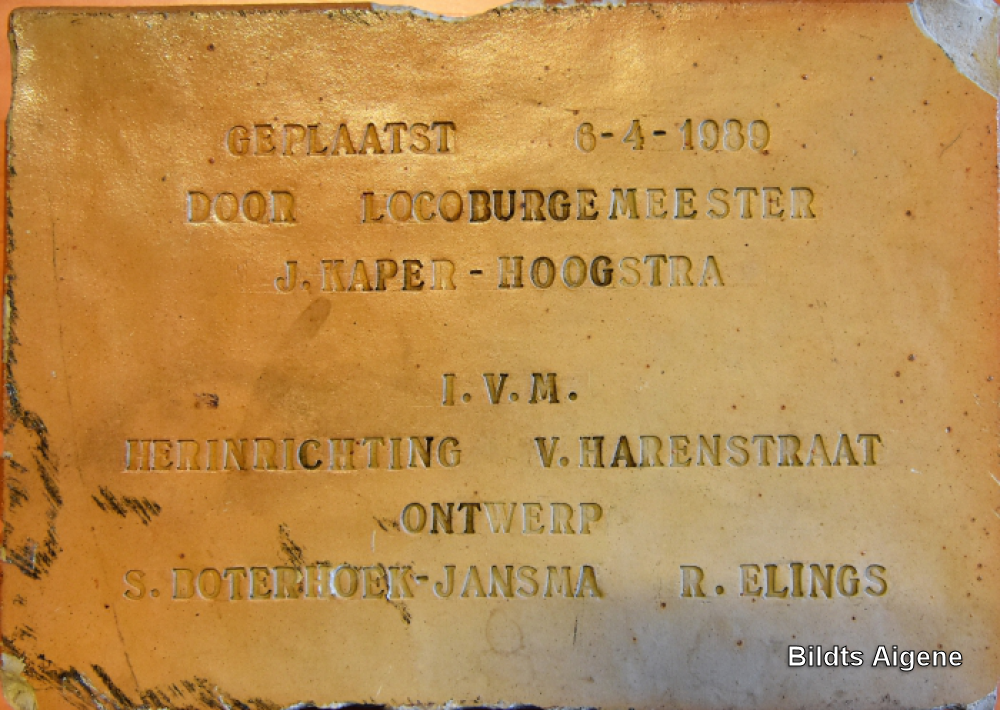 GEPLAATST 6-4-1989
DOOR LOCOBURGEMEESTER
J. KAPER-HOOGSTRA
I.V.M.
HERINRICHTING V. HARENSTRAAT
ONTWERP
S. BOTERHOEK-JANSMA R. ELINGS
Bildts Aigene